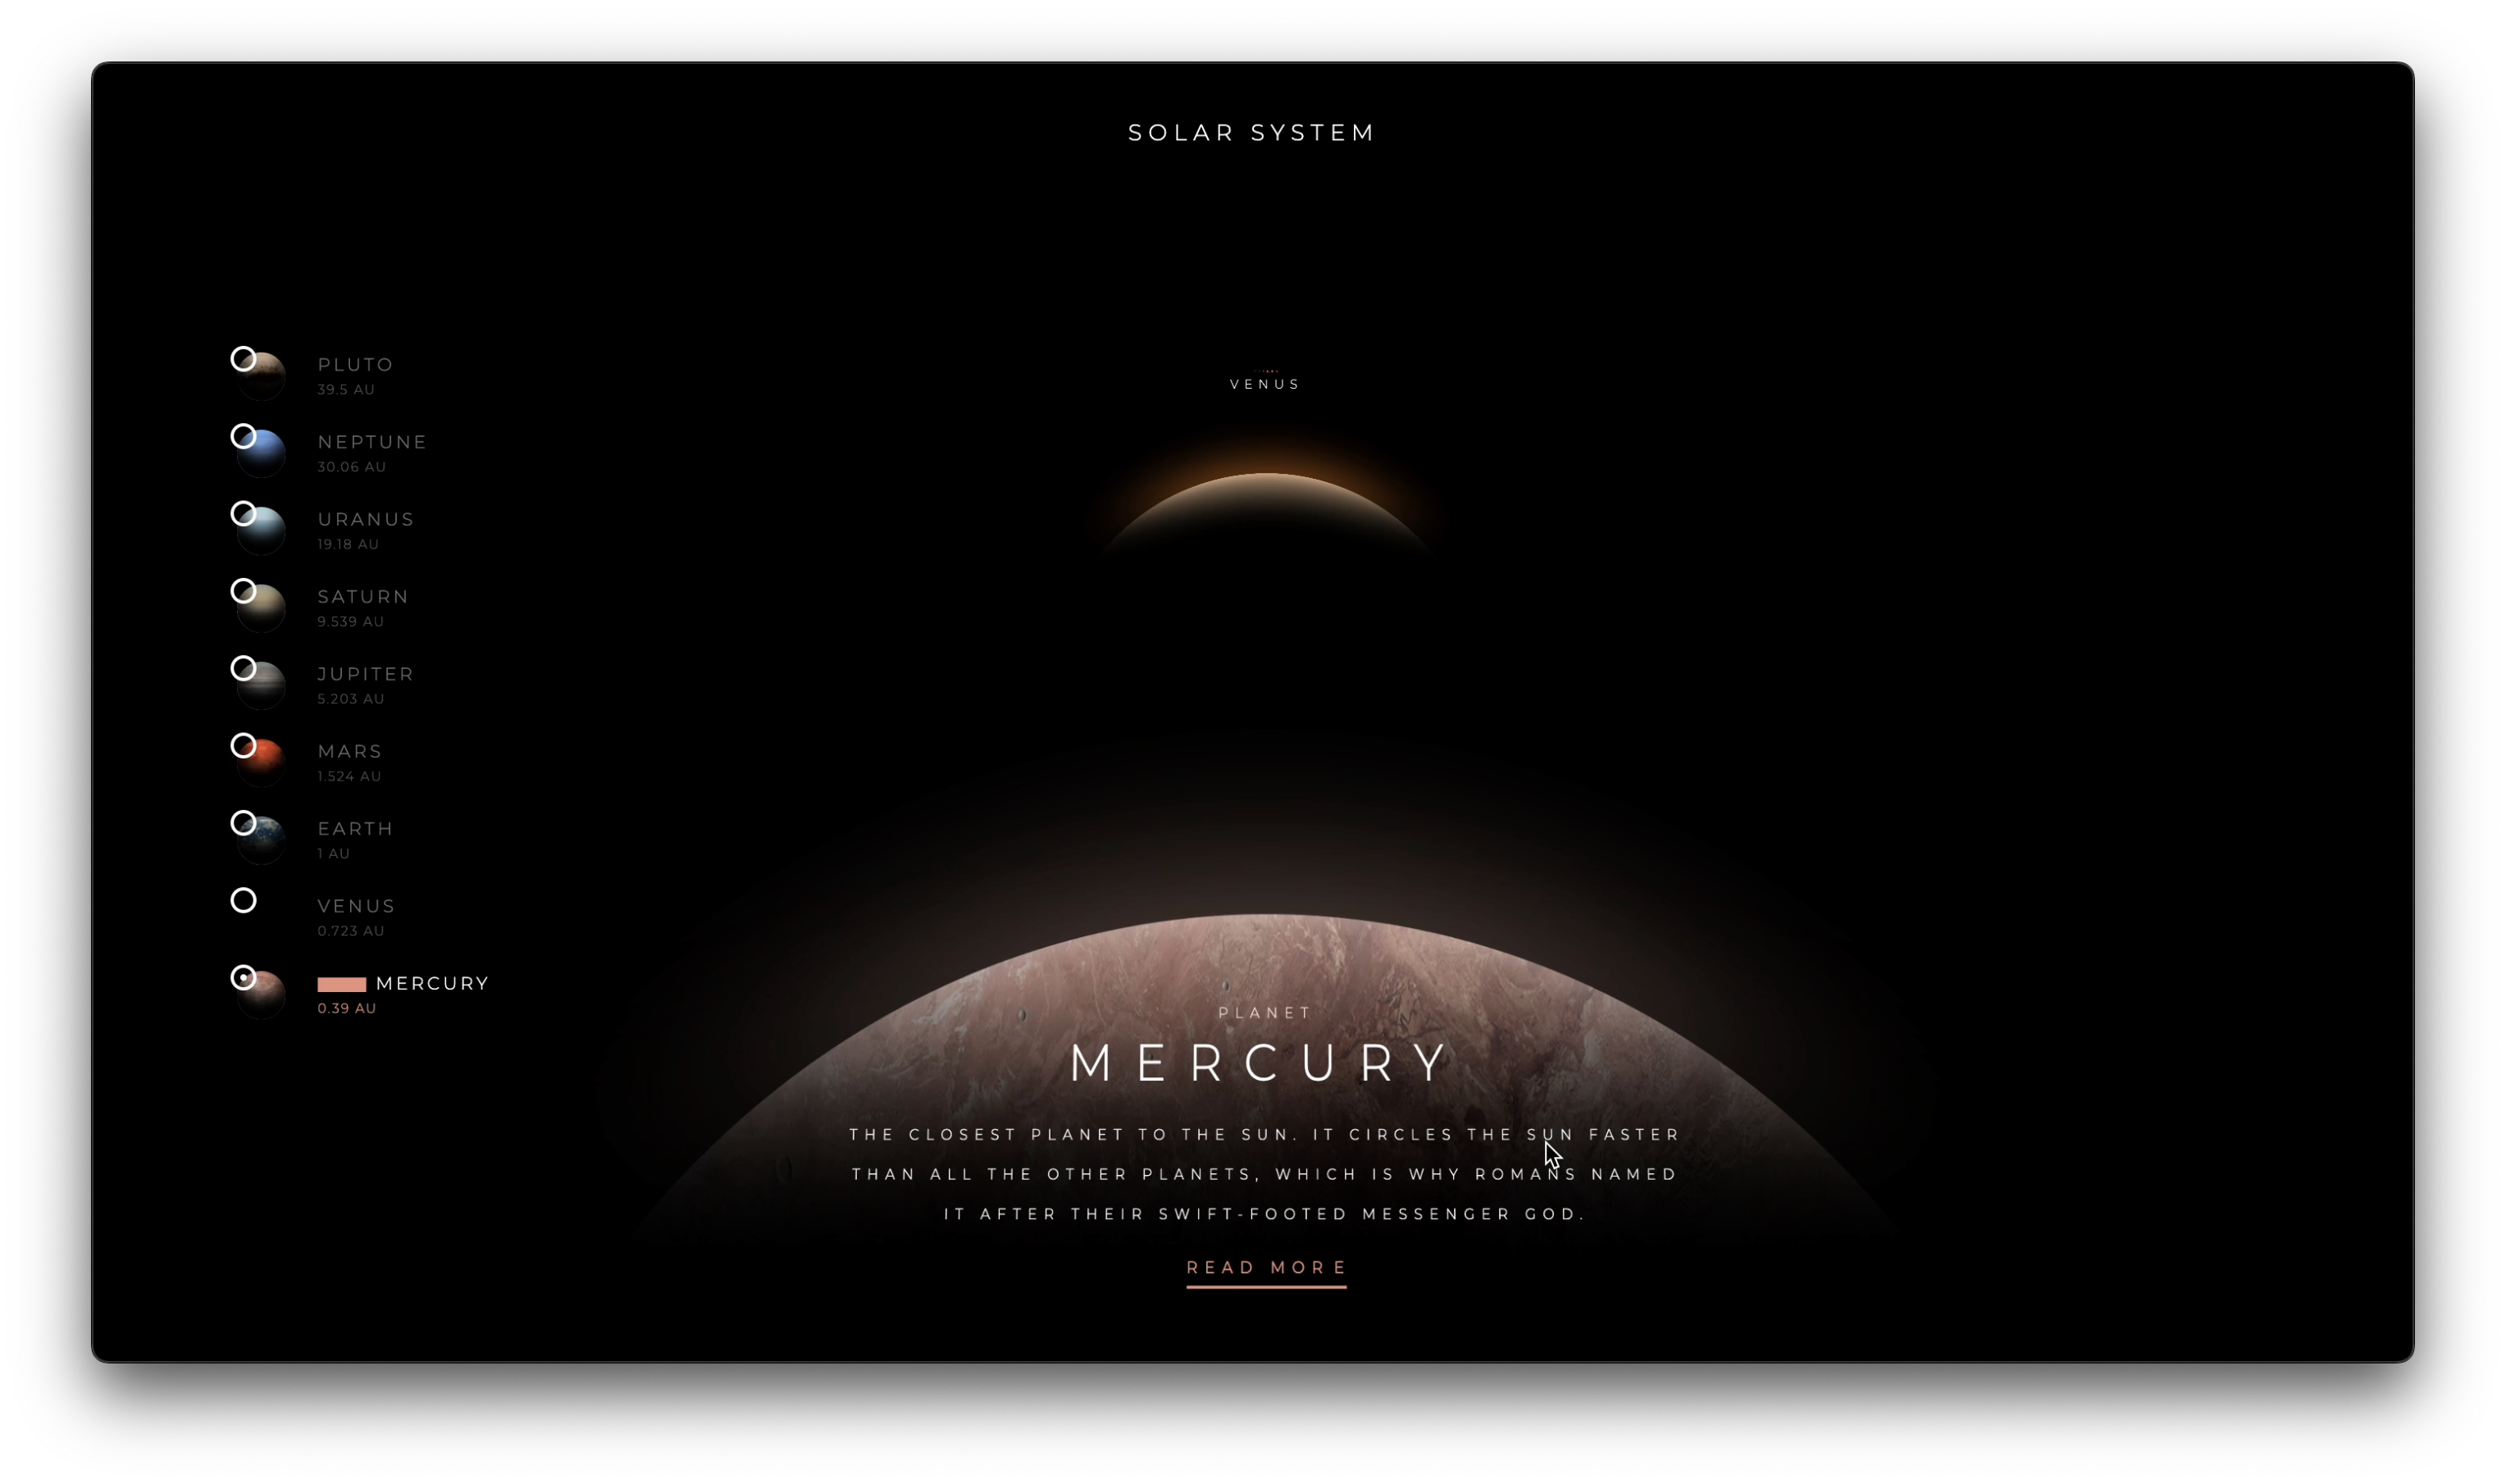 SOLAR SYSTEM
PLUTO
39.5 AU
NEPTUNE
30.06 AU
URANUS
19.18 AU
SATURN
9.539 AU
JUPITER
5.203 AU
MARS
1.524 AU
EARTH
1 AU
VENUS
0.723 AU
MERCURY
0.39 AU
VENUS
PLANET
MERCURY
THE CLOSEST PLANET TO THE SUN. IT CIRCLES THE SUN FASTER
THAN ALL THE OTHER PLANETS, WHICH IS WHY ROMANS NAMED
IT AFTER THEIR SWIFT-FOOTED MESSENGER GOD.
READ MORE